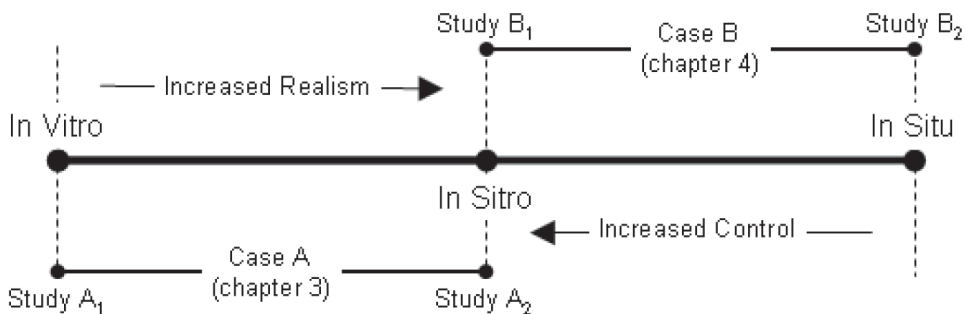 Study B₁
Case B
(chapter 4)
Study B₂
Increased Realism
In Vitro
In Situ
In Sitro
Increased Control
Case A
(chapter 3)
Study A₁
Study A₂